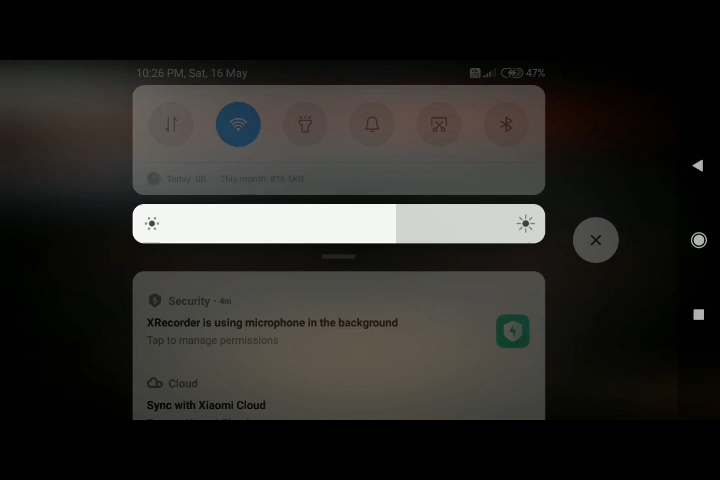 10:26 PM, Sat, 16 May
47%
Today: 0B This month: 816.5KB
Security · 4m
XRecorder is using microphone in the background
Tap to manage permissions
Cloud
Sync with Xiaomi Cloud